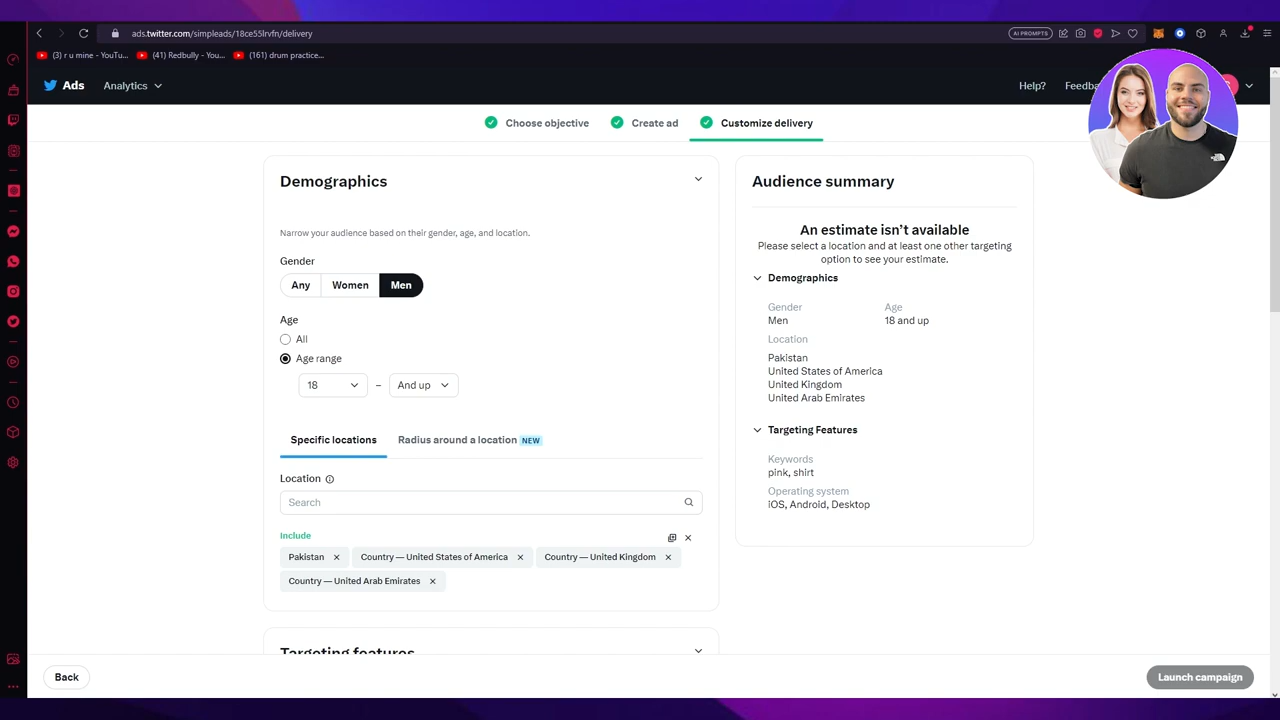 ads.twitter.com/simpleads/18ce55lrvfn/delivery
AI PROMPTS
(3) r u mine - YouTu...
(41) Redbully - You...
(161) drum practice...
Ads
Analytics
Help?
Feedba
Choose objective
Create ad
Customize delivery
Demographics
Narrow your audience based on their gender, age, and location.
Gender
Any
Women
Men
Age
All
Age range
18
–
And up
Specific locations
Radius around a location NEW
Location
Search
Include
Pakistan
Country — United States of America
Country — United Kingdom
Country — United Arab Emirates
Targeting features
Audience summary
An estimate isn't available
Please select a location and at least one other targeting
option to see your estimate.
Demographics
Gender
Age
Men
18 and up
Location
Pakistan
United States of America
United Kingdom
United Arab Emirates
Targeting Features
Keywords
pink, shirt
Operating system
iOS, Android, Desktop
Back
Launch campaign